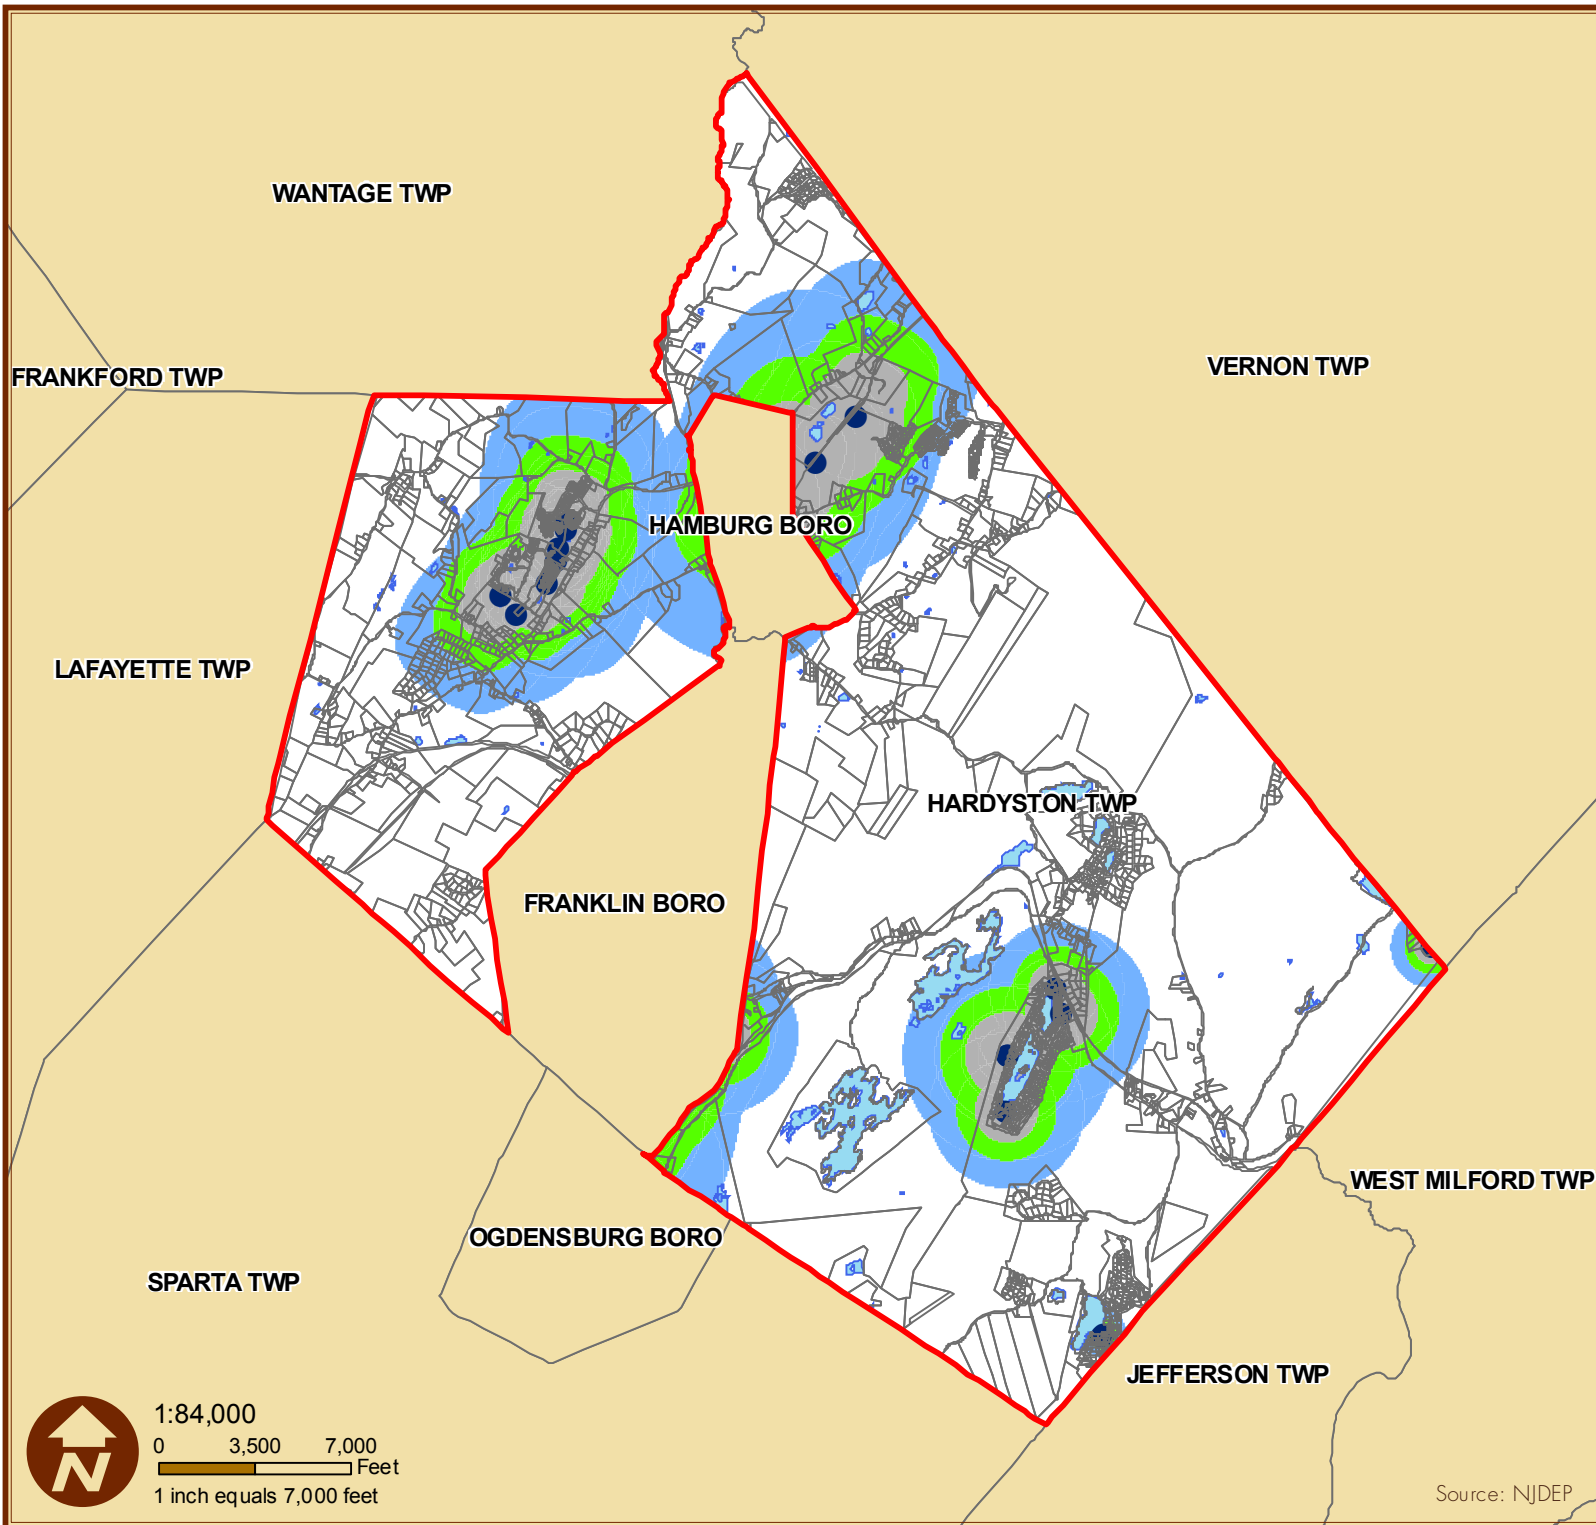 WANTAGE TWP
VERNON TWP
FRANKFORD TWP
HAMBURG BORO
LAFAYETTE TWP
HARDYSTON TWP
FRANKLIN BORO
WEST MILFORD TWP
OGDENSBURG BORO
SPARTA TWP
JEFFERSON TWP
N
1:84,000
0 3,500 7,000
Feet
1 inch equals 7,000 feet
Source: NJDEP